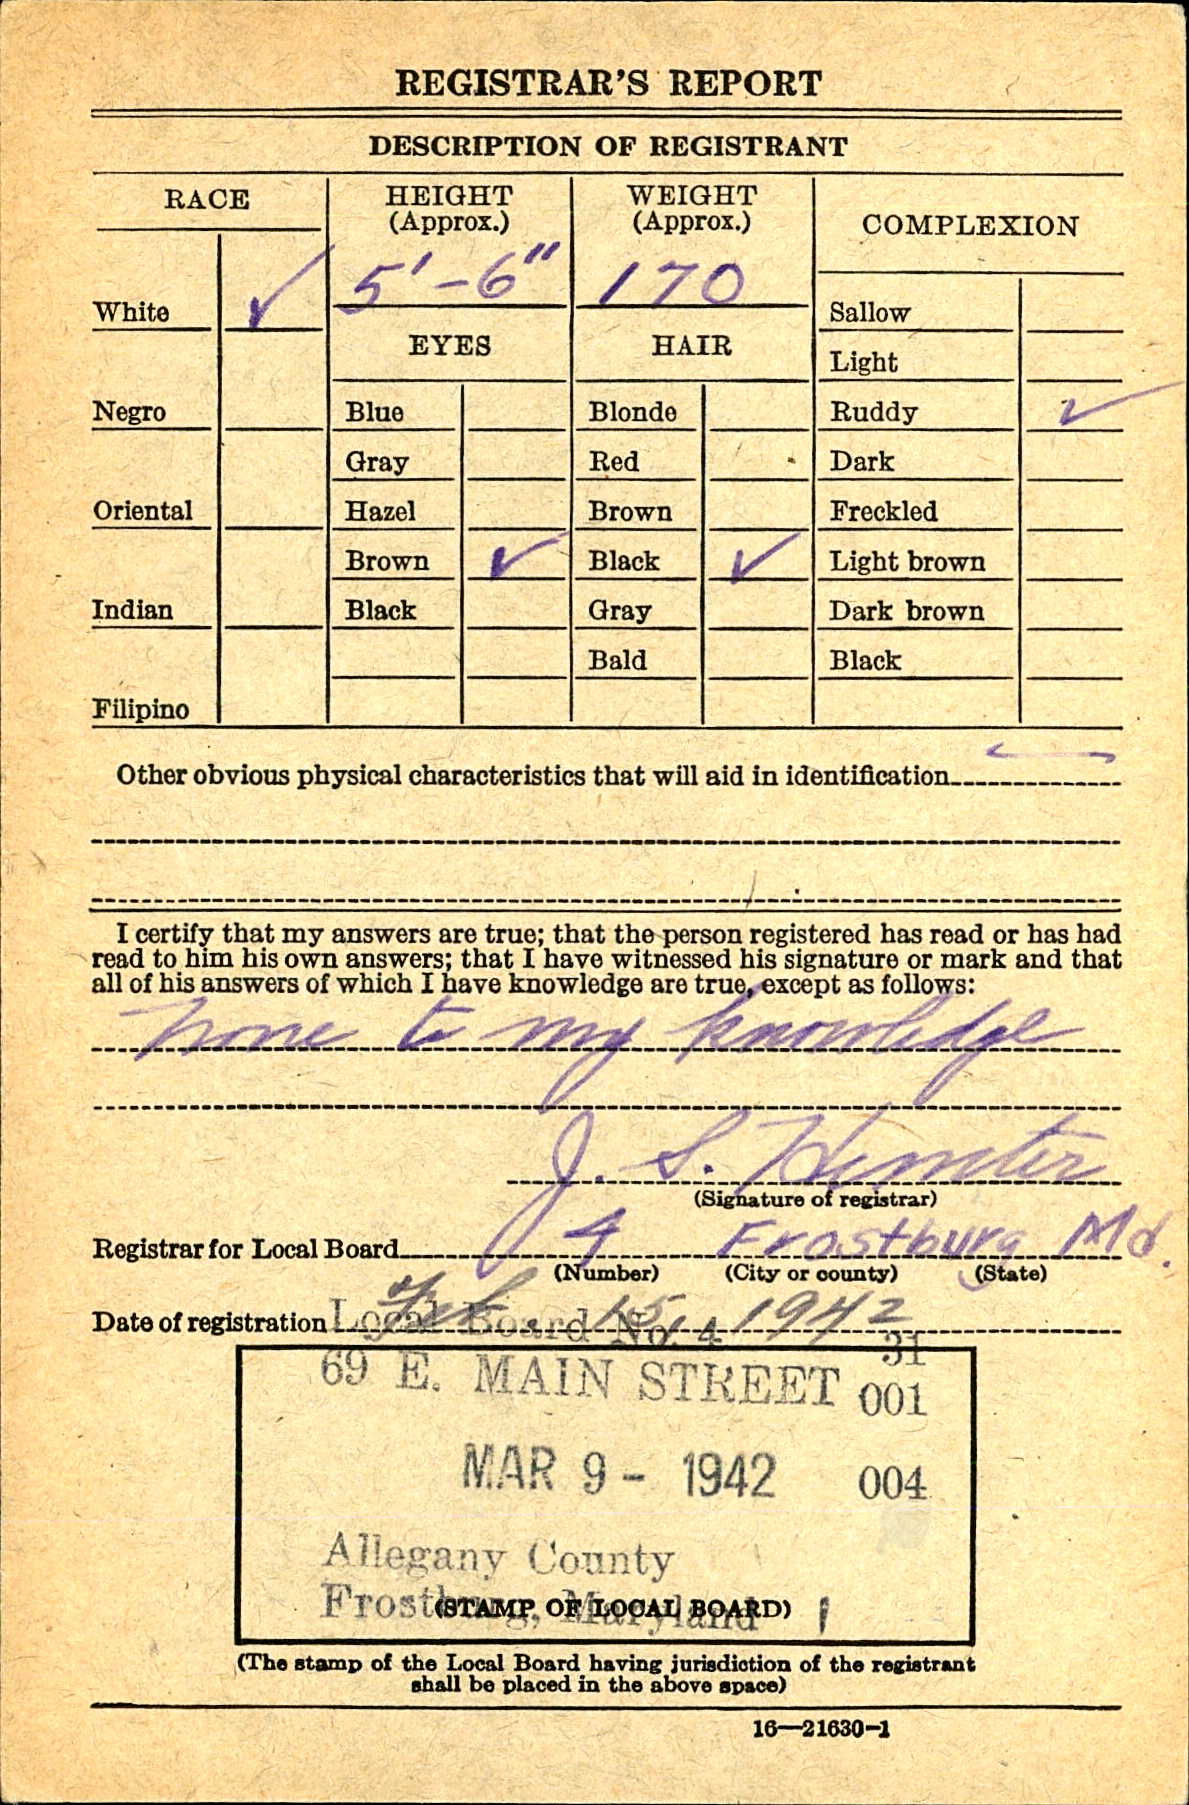 REGISTRAR'S REPORT
DESCRIPTION OF REGISTRANT
RACE
HEIGHT
(Approx.)
WEIGHT
(Approx.)
COMPLEXION
5'-6"
170
White ✓
Sallow
EYES
HAIR
Light
Negro
Blue
Blonde
Ruddy ✓
Gray
Red
Dark
Oriental
Hazel
Brown
Freckled
Brown ✓
Black ✓
Light brown
Indian
Black
Gray
Dark brown
Bald
Black
Filipino
Other obvious physical characteristics that will aid in identification
I certify that my answers are true; that the person registered has read or has had
read to him his own answers; that I have witnessed his signature or mark and that
all of his answers of which I have knowledge are true, except as follows:
None to my knowledge
J. S.
(Signature of registrar)
Registrar for Local Board 4 Frostburg Md.
(Number) (City or county) (State)
Date of registration Feb. 15, 1942
Local Board No. 4
31
69 E. MAIN STREET 001
MAR 9 - 1942 004
Allegany County
Frostburg, Maryland
(STAMP OF LOCAL BOARD)
(The stamp of the Local Board having jurisdiction of the registrant
shall be placed in the above space)
16—21630-1